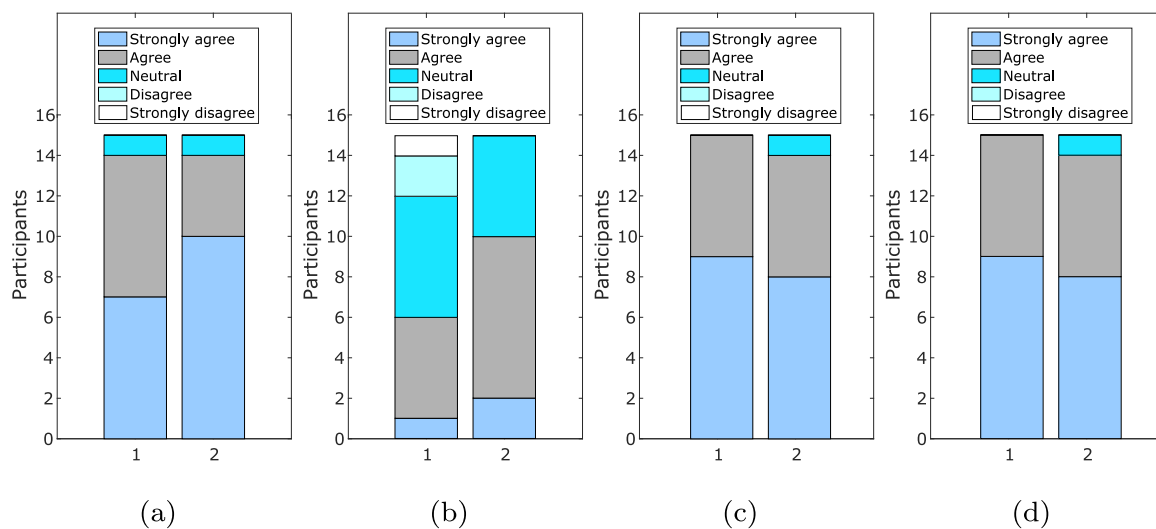 Participants
16
14
12
10
8
6
4
2
0
Strongly agree
Agree
Neutral
Disagree
Strongly disagree
1 2
(a)
Participants
16
14
12
10
8
6
4
2
0
Strongly agree
Agree
Neutral
Disagree
Strongly disagree
1 2
(b)
Participants
16
14
12
10
8
6
4
2
0
Strongly agree
Agree
Neutral
Disagree
Strongly disagree
1 2
(c)
Participants
16
14
12
10
8
6
4
2
0
Strongly agree
Agree
Neutral
Disagree
Strongly disagree
1 2
(d)